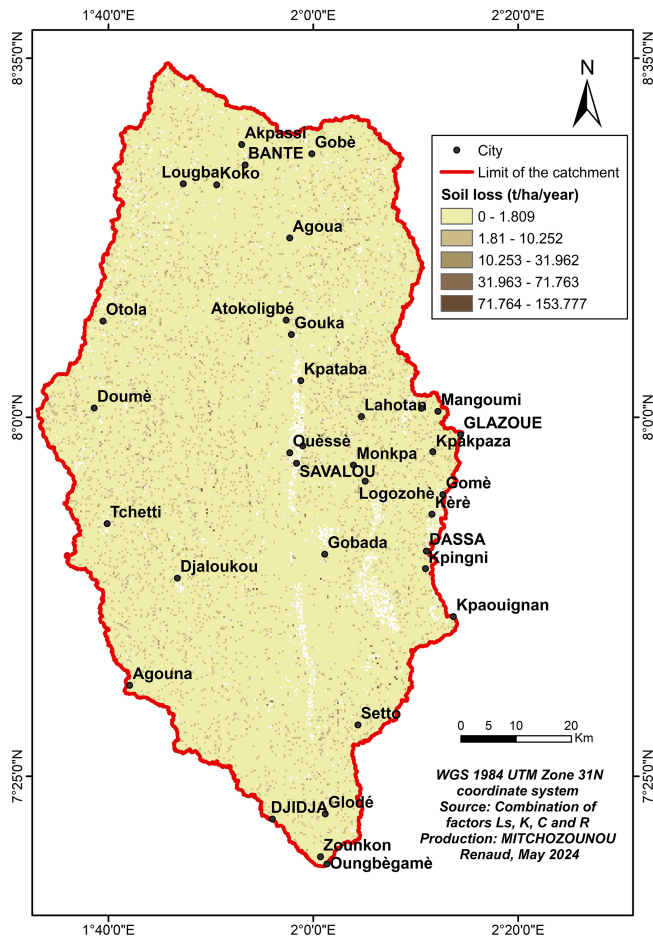 1°40'0"E 2°0'0"E 2°20'0"E
8°35'0"N 8°35'0"N
N
Akpassi
Gobè
BANTE
Lougba Koko
Agoua
City
Limit of the catchment
Soil loss (t/ha/year)
0 - 1.809
1.81 - 10.252
10.253 - 31.962
31.963 - 71.763
71.764 - 153.777
Otola
Atokoligbé
Gouka
Kpataba
Doumè
Lahotan
Mangoumi
8°0'0"N 8°0'0"N
GLAZOUE
Ouèssè
Kpakpaza
Monkpa
SAVALOU
Logozohè
Gomè
Kèrè
Tchetti
DASSA
Gobada
Kpingni
Djaloukou
Kpaouignan
Agouna
Setto
0 5 10 20
Km
7°25'0"N 7°25'0"N
WGS 1984 UTM Zone 31N
coordinate system
Source: Combination of
factors Ls, K, C and R
Production: MITCHOZOUNOU
Renaud, May 2024
DJIDJA
Glodé
Zounkon
Oungbègamè
1°40'0"E 2°0'0"E 2°20'0"E